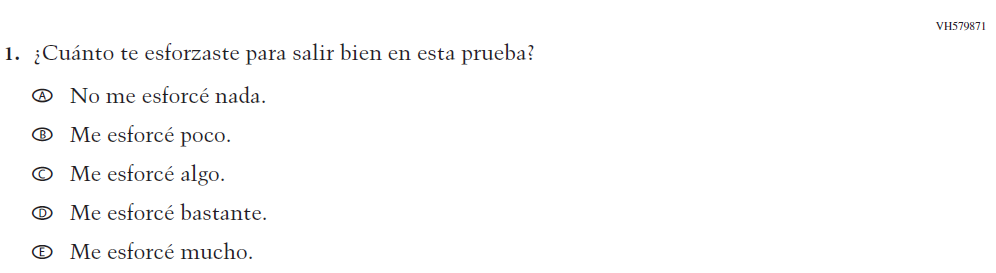 VH579871
1. ¿Cuánto te esforzaste para salir bien en esta prueba?
A No me esforcé nada.
B Me esforcé poco.
C Me esforcé algo.
D Me esforcé bastante.
E Me esforcé mucho.